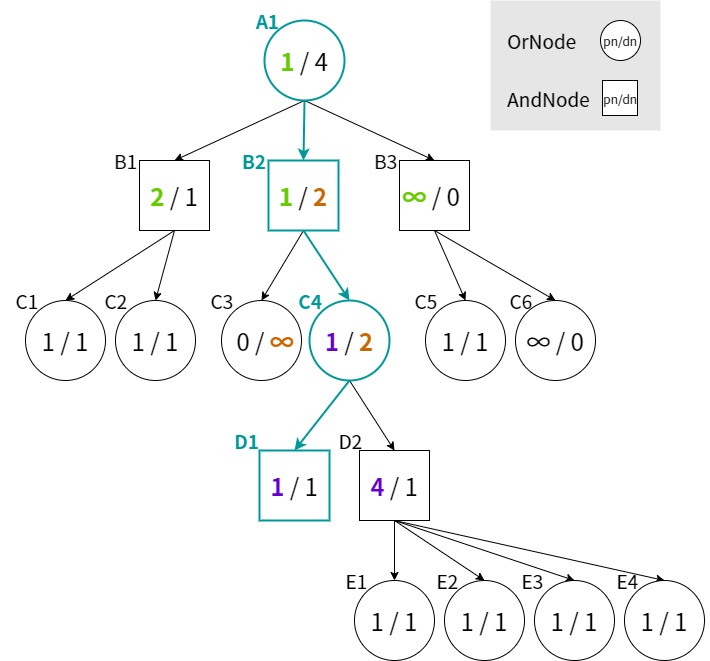 A1
1 / 4
OrNode
pn/dn
AndNode
pn/dn
B1
2 / 1
B2
1 / 2
B3
∞ / 0
C1
1 / 1
C2
1 / 1
C3
0 / ∞
C4
1 / 2
C5
1 / 1
C6
∞ / 0
D1
1 / 1
D2
4 / 1
E1
1 / 1
E2
1 / 1
E3
1 / 1
E4
1 / 1